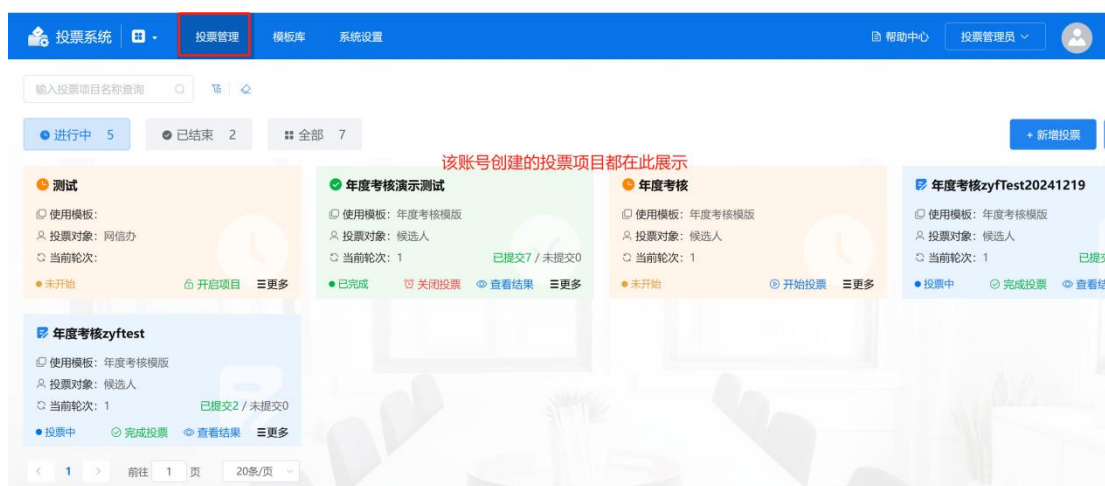 投票系统 投票管理 模板库 系统设置 帮助中心 投票管理员
输入投票项目名称查询
进行中 5 已结束 2 全部 7 + 新增投票
该账号创建的投票项目都在此展示
测试
使用模板:
投票对象: 网信办
当前轮次:
未开始 开启项目 更多
年度考核演示测试
使用模板: 年度考核模版
投票对象: 候选人
当前轮次: 1 已提交7 / 未提交0
已完成 关闭投票 查看结果 更多
年度考核
使用模板: 年度考核模版
投票对象: 候选人
当前轮次: 1
未开始 开始投票 更多
年度考核zyfTest20241219
使用模板: 年度考核模版
投票对象: 候选人
当前轮次: 1 已提
投票中 完成投票 查看
年度考核zyftest
使用模板: 年度考核模版
投票对象: 候选人
当前轮次: 1 已提交2 / 未提交0
投票中 完成投票 查看结果 更多
1 前往 1 页 20条/页